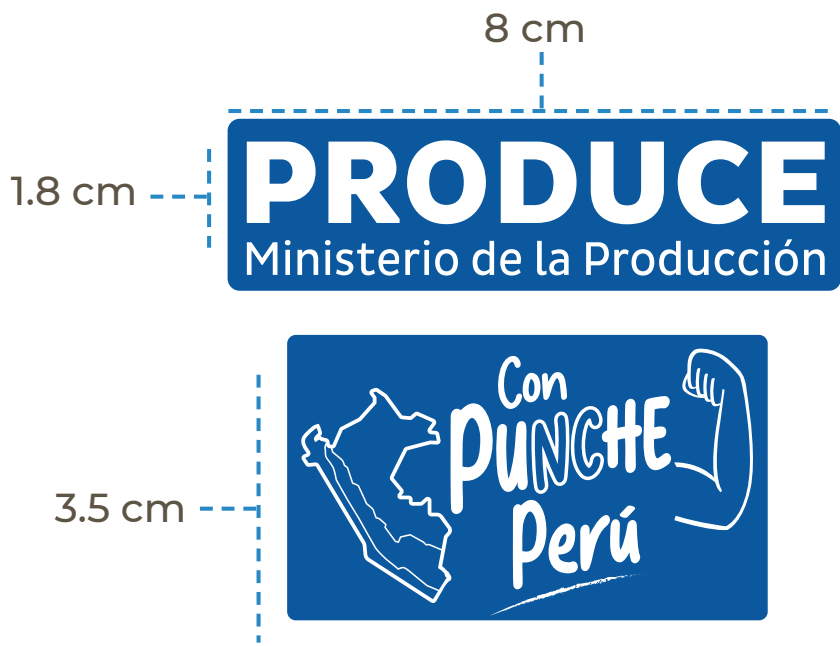 8 cm
1.8 cm
PRODUCE
Ministerio de la Producción
Con
PUNCHE
Perú
3.5 cm